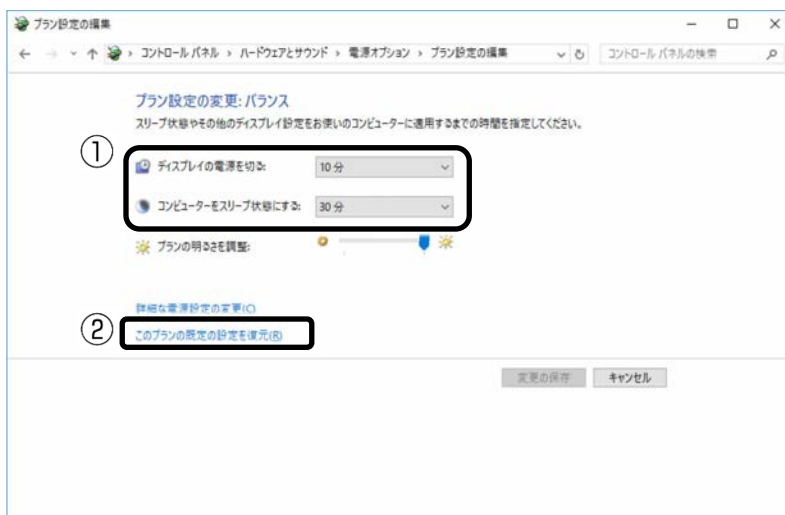 プラン設定の編集
コントロール パネル › ハードウェアとサウンド › 電源オプション › プラン設定の編集
コントロール パネルの検索
プラン設定の変更: バランス
スリープ状態やその他のディスプレイ設定をお使いのコンピューターに適用するまでの時間を指定してください。
①
ディスプレイの電源を切る: 10 分
コンピューターをスリープ状態にする: 30 分
プランの明るさを調整:
詳細な電源設定の変更(C)
②
このプランの既定の設定を復元(R)
変更の保存 キャンセル